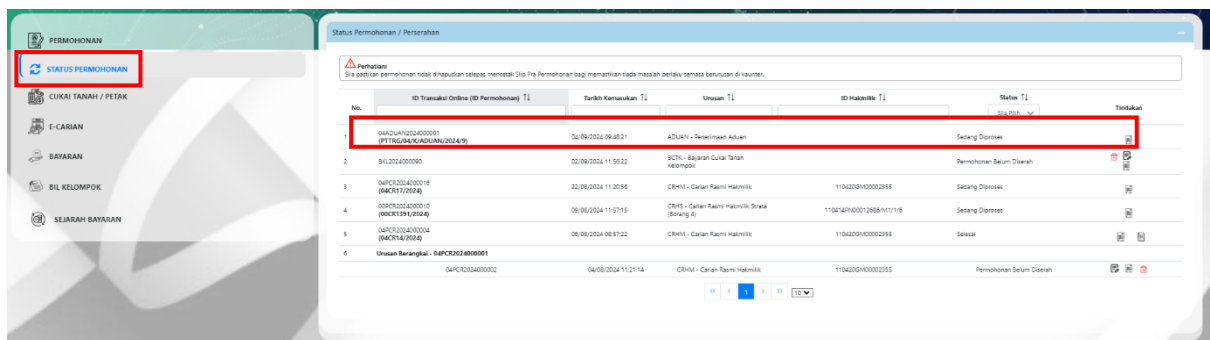 PERMOHONAN
STATUS PERMOHONAN
CUKAI TANAH / PETAK
E-CARIAN
BAYARAN
BIL KELOMPOK
SEJARAH BAYARAN
Status Permohonan / Perserahan
Perhatian:
Sila pastikan permohonan tidak dihapuskan selepas mencetak Slip Pra Permohonan bagi memastikan tiada masalah berlaku semasa berurusan di kaunter.
No. ID Transaksi Online (ID Permohonan) Tarikh Kemasukan Urusan ID Hakmilik Status Tindakan
Sila Pilih
1 04ADUAN2024000001 04/09/2024 09:48:21 ADUAN - Penerimaan Aduan Sedang Diproses
(PTTRG/04/K/ADUAN/2024/9)
2 BKL2024000090 02/09/2024 11:56:22 BCTK - Bayaran Cukai Tanah Kelompok Permohonan Belum Diserah
3 04PCR2024000016 22/08/2024 11:20:56 CRHM - Carian Rasmi Hakmilik 110420GM00002355 Sedang Diproses
(04CR17/2024)
4 00PCR2024000010 09/08/2024 11:57:15 CRHS - Carian Rasmi Hakmilik Strata (Borang 4) 110414PN00012686/M1/1/6 Sedang Diproses
(00CR1391/2024)
5 04PCR2024000004 06/08/2024 08:57:22 CRHM - Carian Rasmi Hakmilik 110420GM00002355 Selesai
(04CR14/2024)
6 Urusan Berangkai - 04PCR2024000001
04PCR2024000002 04/08/2024 11:21:14 CRHM - Carian Rasmi Hakmilik 110420GM00002355 Permohonan Belum Diserah
« < 1 > » 10